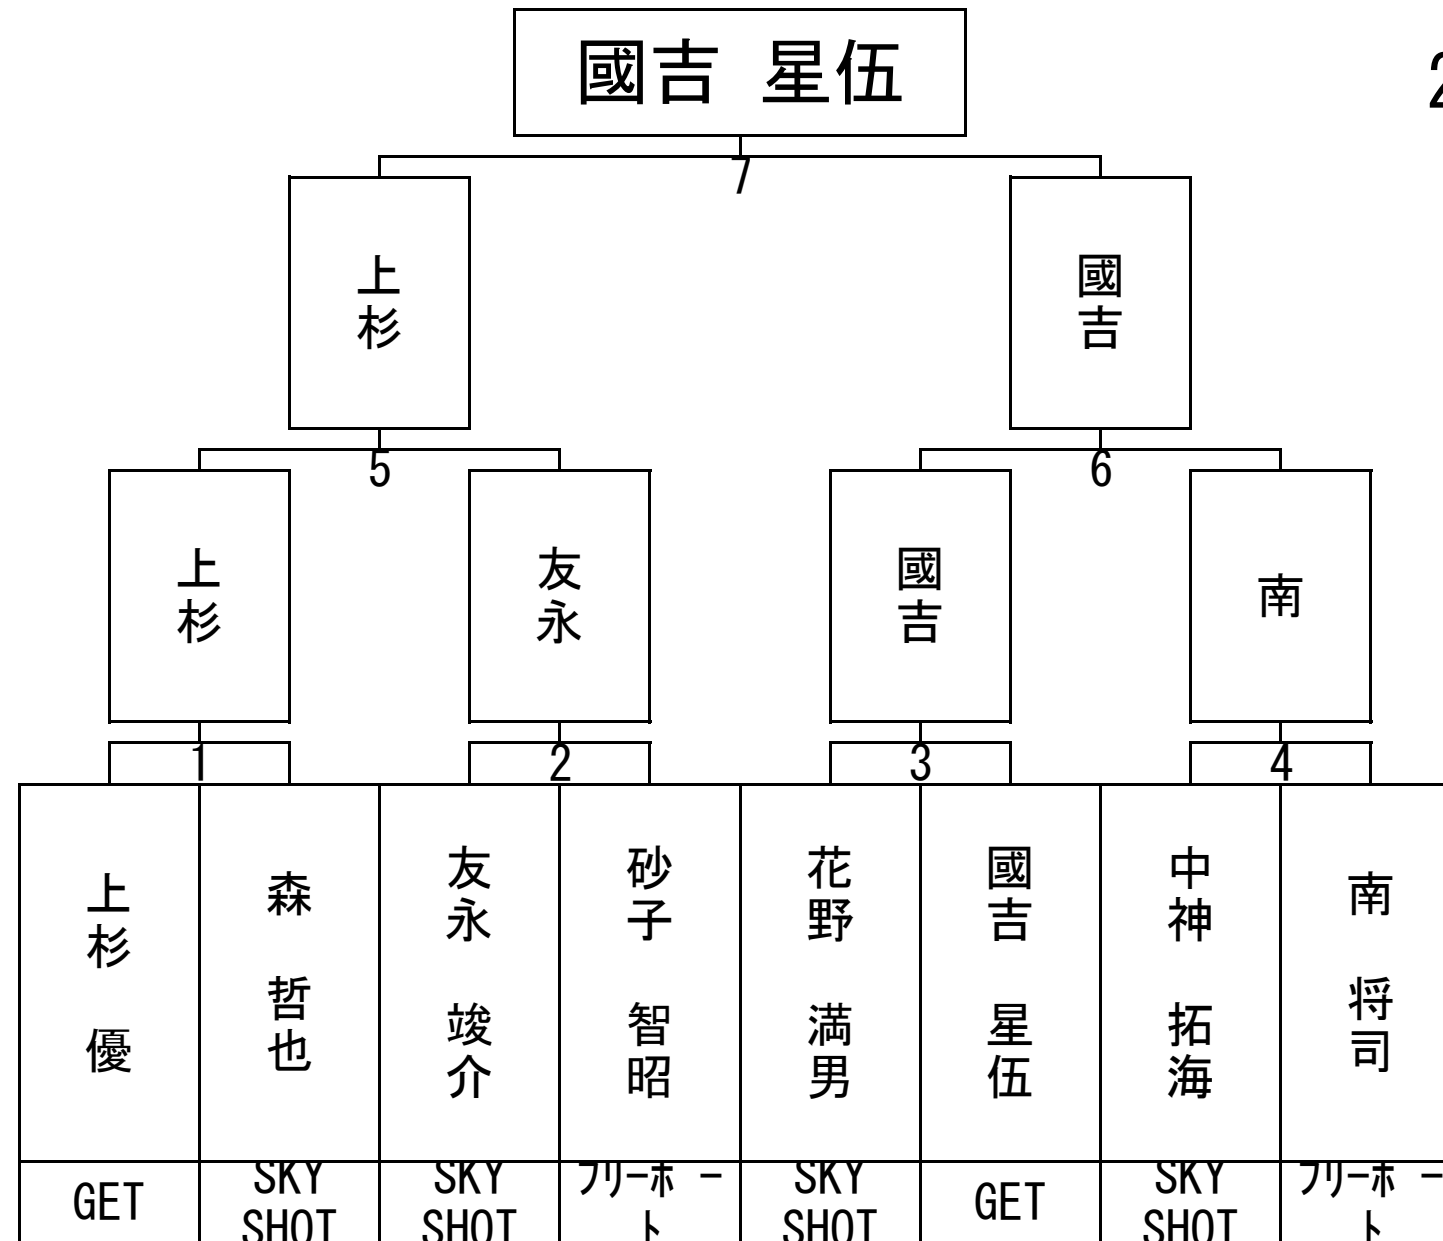 國吉 星伍
2
7
上杉
國吉
5
6
上杉
友永
國吉
南
1
2
3
4
上杉 優
森 哲也
友永 竣介
砂子 智昭
花野 満男
國吉 星伍
中神 拓海
南 将司
GET
SKY SHOT
SKY SHOT
フリーポート
SKY SHOT
GET
SKY SHOT
フリーポート